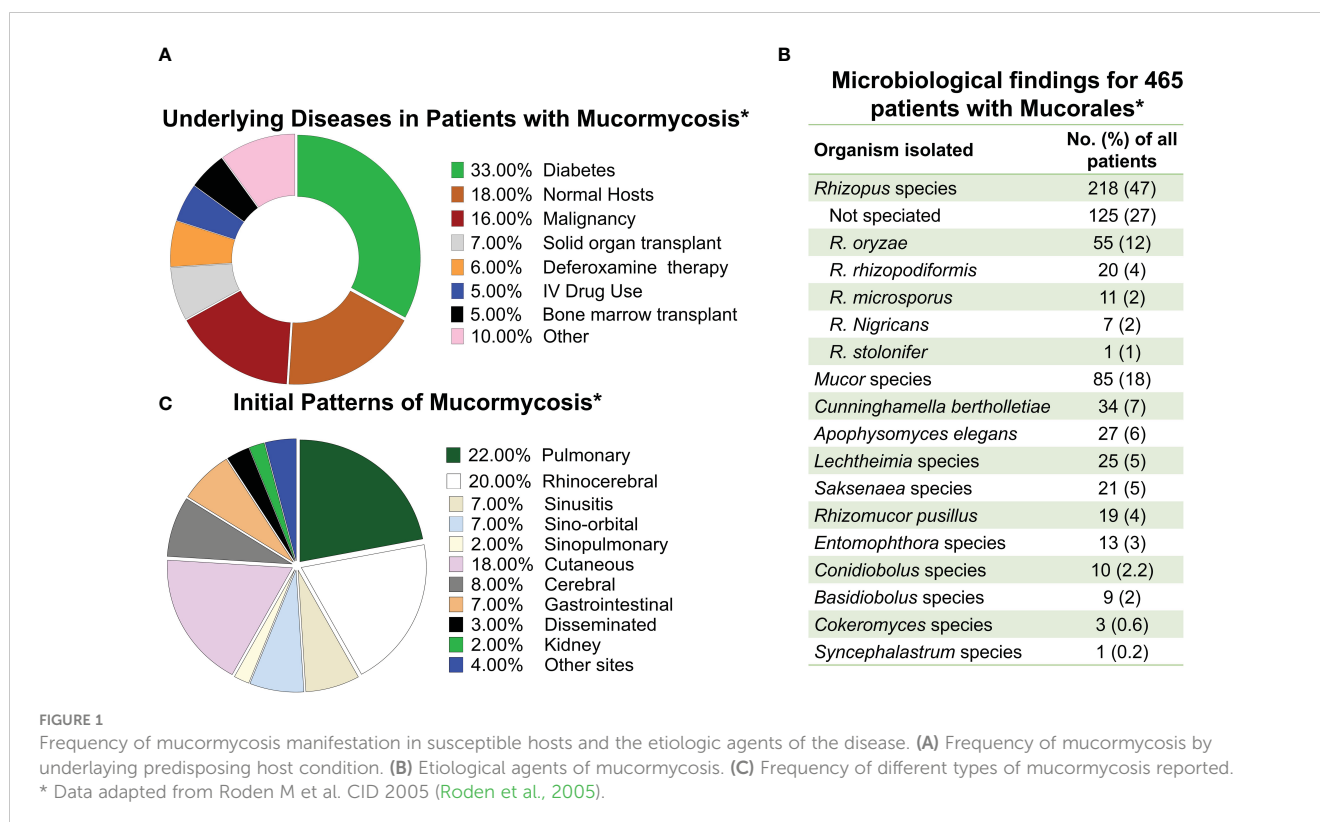 A
Underlying Diseases in Patients with Mucormycosis*
33.00% Diabetes
18.00% Normal Hosts
16.00% Malignancy
7.00% Solid organ transplant
6.00% Deferoxamine therapy
5.00% IV Drug Use
5.00% Bone marrow transplant
10.00% Other
B
Microbiological findings for 465
patients with Mucorales*
Organism isolated
No. (%) of all
patients
Rhizopus species 218 (47)
Not speciated 125 (27)
R. oryzae 55 (12)
R. rhizopodiformis 20 (4)
R. microsporus 11 (2)
R. Nigricans 7 (2)
R. stolonifer 1 (1)
Mucor species 85 (18)
Cunninghamella bertholletiae 34 (7)
Apophysomyces elegans 27 (6)
Lechtheimia species 25 (5)
Saksenaea species 21 (5)
Rhizomucor pusillus 19 (4)
Entomophthora species 13 (3)
Conidiobolus species 10 (2.2)
Basidiobolus species 9 (2)
Cokeromyces species 3 (0.6)
Syncephalastrum species 1 (0.2)
C
Initial Patterns of Mucormycosis*
22.00% Pulmonary
20.00% Rhinocerebral
7.00% Sinusitis
7.00% Sino-orbital
2.00% Sinopulmonary
18.00% Cutaneous
8.00% Cerebral
7.00% Gastrointestinal
3.00% Disseminated
2.00% Kidney
4.00% Other sites
FIGURE 1
Frequency of mucormycosis manifestation in susceptible hosts and the etiologic agents of the disease. (A) Frequency of mucormycosis by
underlaying predisposing host condition. (B) Etiological agents of mucormycosis. (C) Frequency of different types of mucormycosis reported.
* Data adapted from Roden M et al. CID 2005 (Roden et al., 2005).